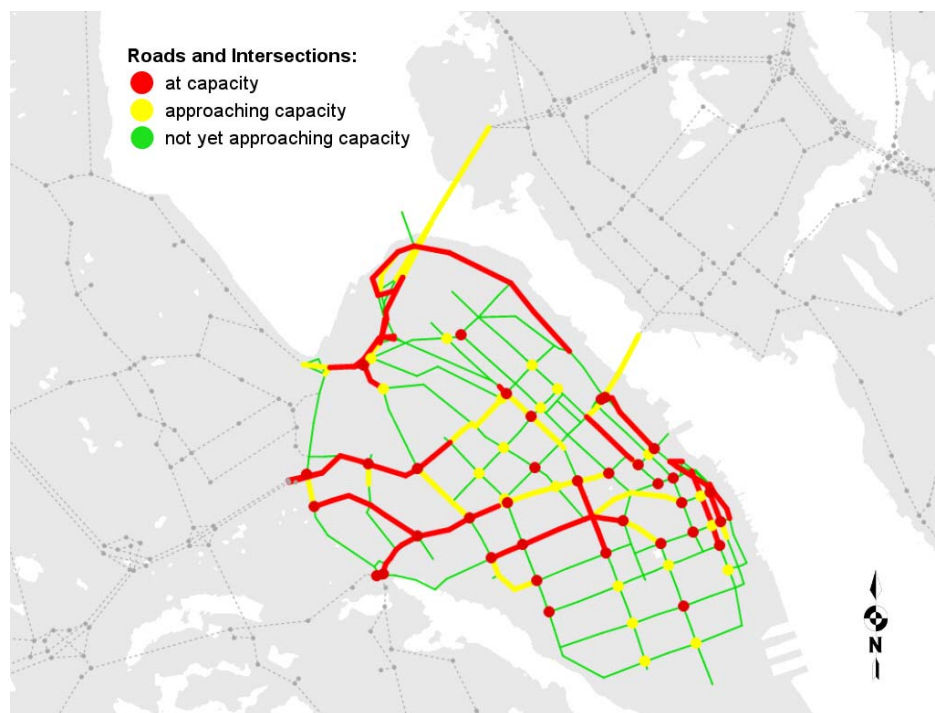 Roads and Intersections:
at capacity
approaching capacity
not yet approaching capacity
N